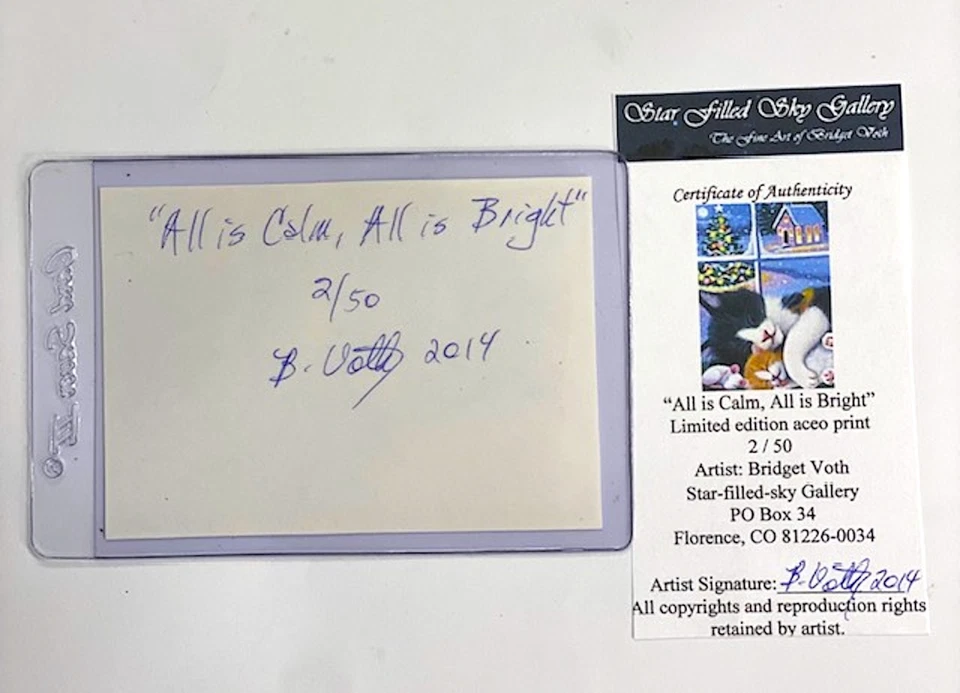 "All is Calm, All is Bright"
2/50
B. Voth 2014
Card Saver II®
Star Filled Sky Gallery
The Fine Art of Bridget Voth
Certificate of Authenticity
“All is Calm, All is Bright”
Limited edition aceo print
2 / 50
Artist: Bridget Voth
Star-filled-sky Gallery
PO Box 34
Florence, CO 81226-0034
Artist Signature: B. Voth 2014
All copyrights and reproduction rights
retained by artist.